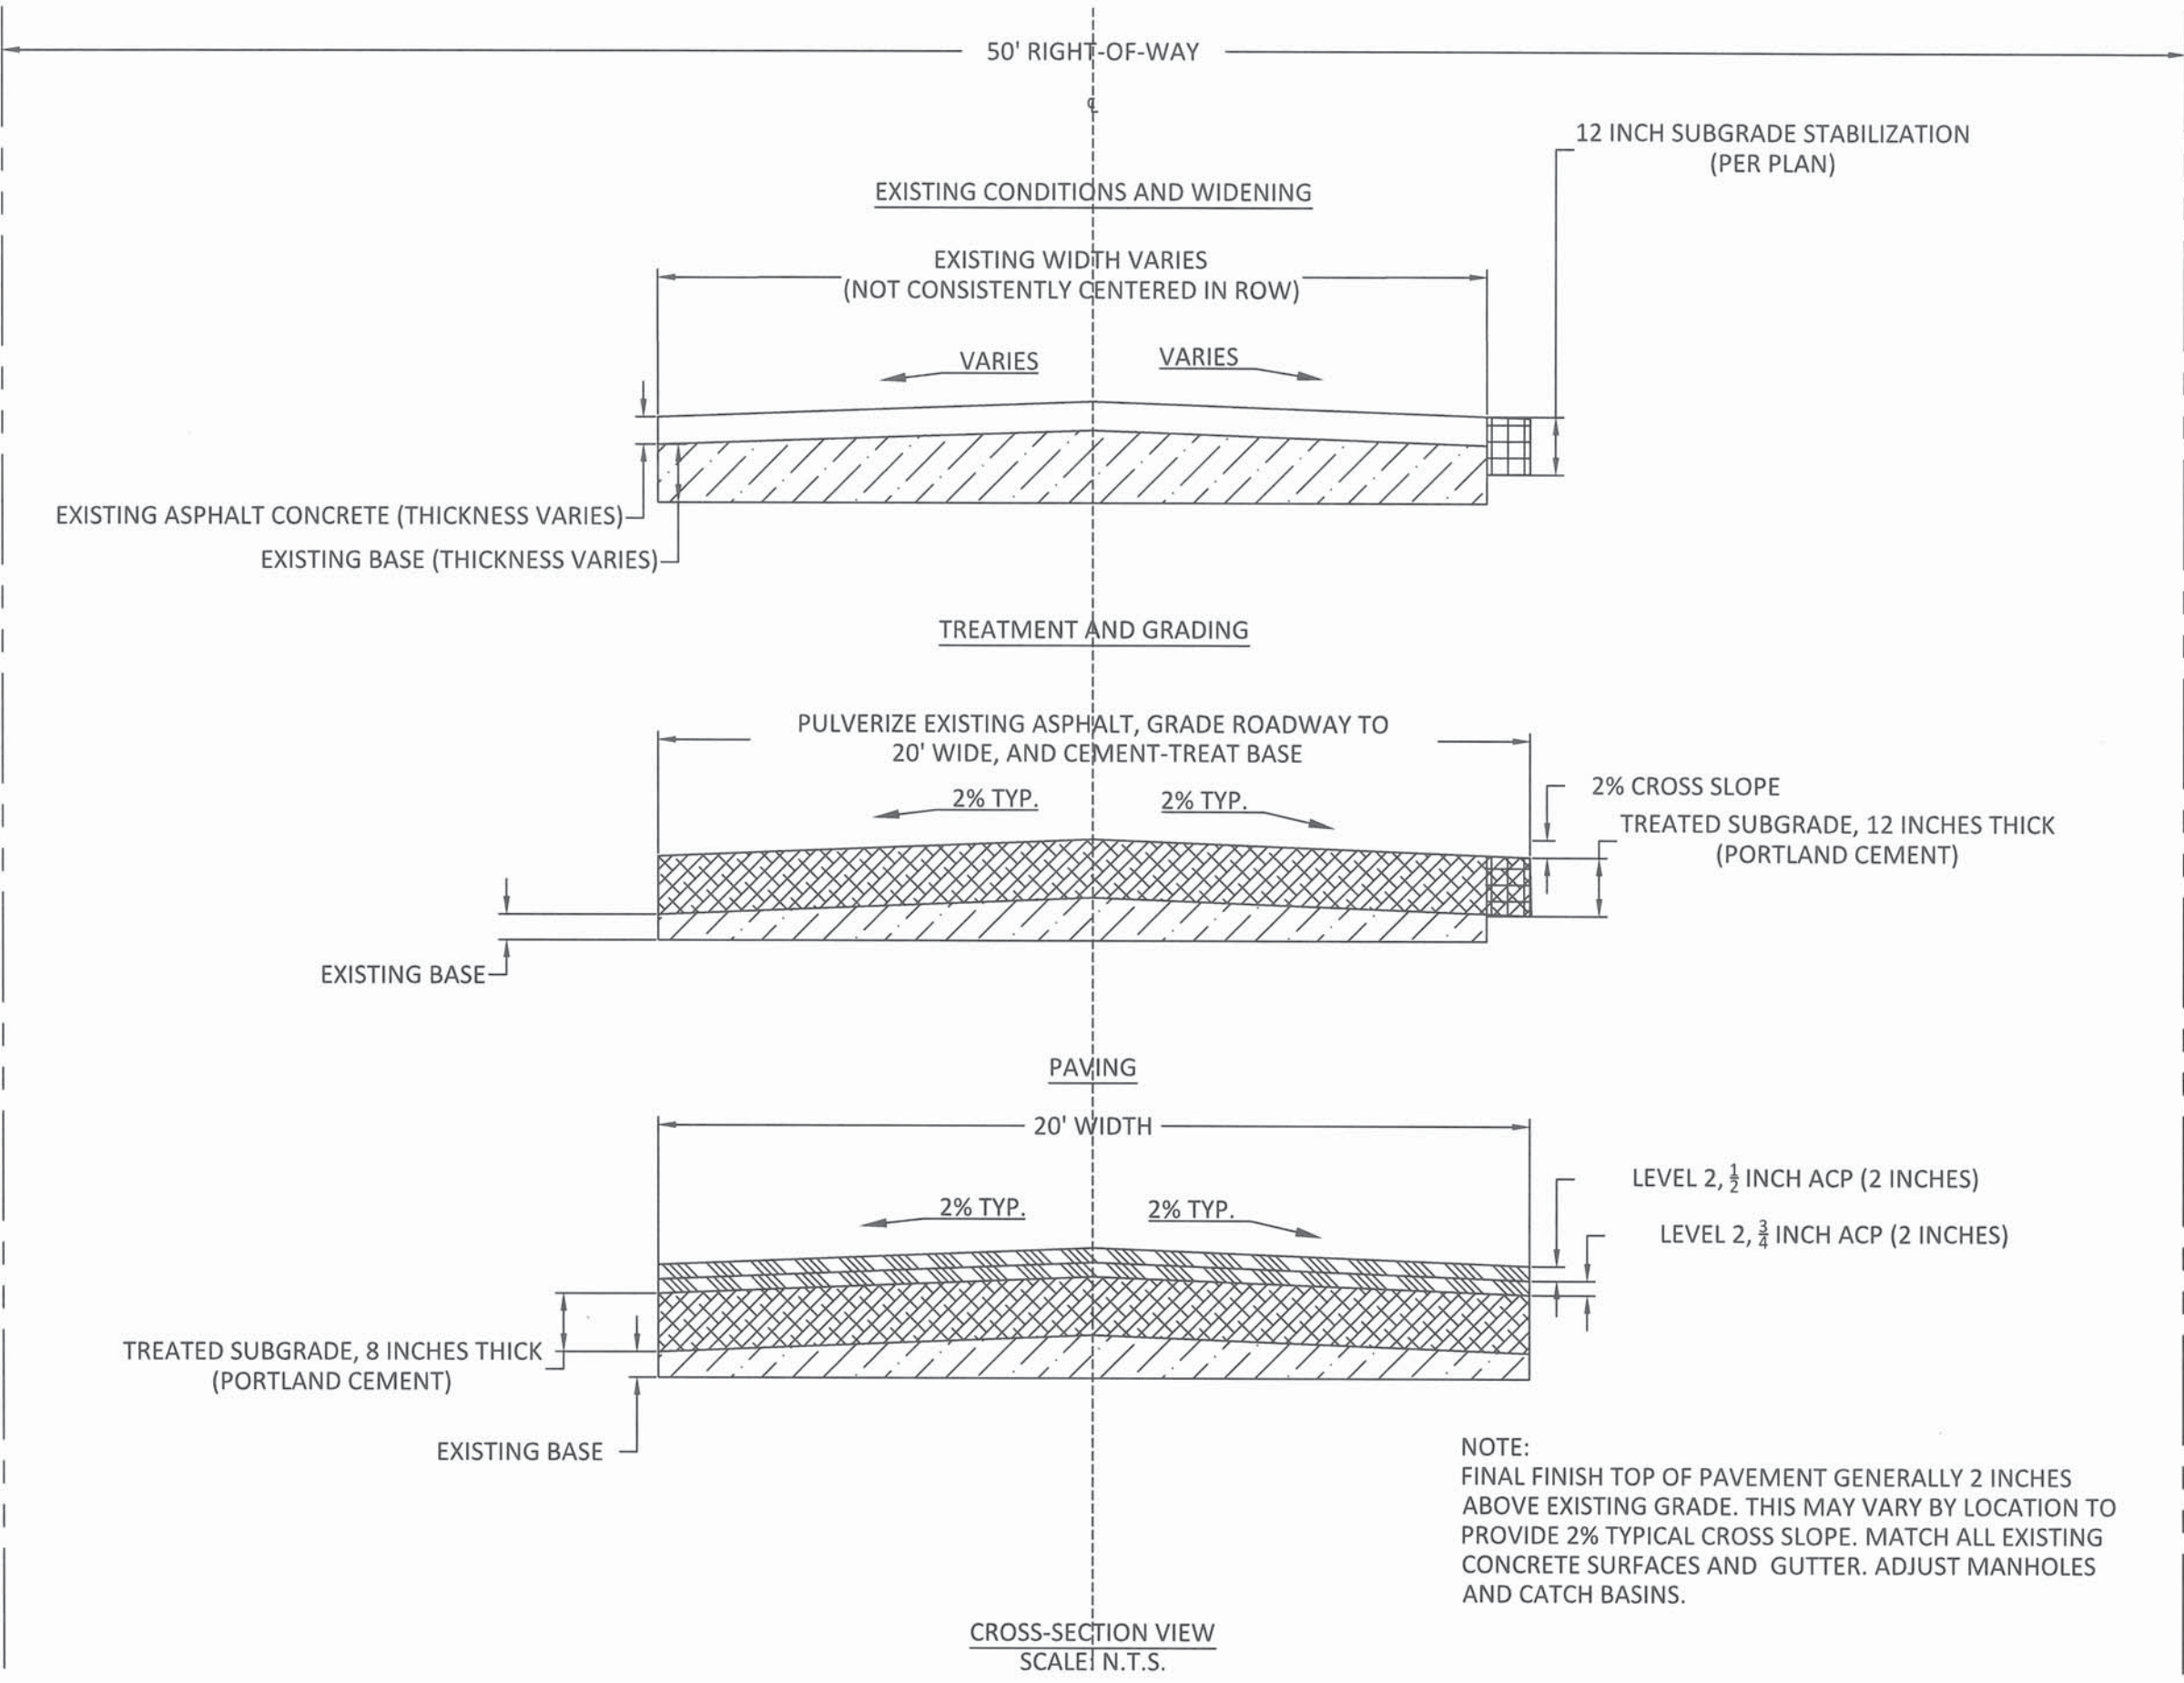 50' RIGHT-OF-WAY
℄
12 INCH SUBGRADE STABILIZATION
(PER PLAN)
EXISTING CONDITIONS AND WIDENING
EXISTING WIDTH VARIES
(NOT CONSISTENTLY CENTERED IN ROW)
VARIES
VARIES
EXISTING ASPHALT CONCRETE (THICKNESS VARIES)
EXISTING BASE (THICKNESS VARIES)
TREATMENT AND GRADING
PULVERIZE EXISTING ASPHALT, GRADE ROADWAY TO
20' WIDE, AND CEMENT-TREAT BASE
2% TYP.
2% TYP.
2% CROSS SLOPE
TREATED SUBGRADE, 12 INCHES THICK
(PORTLAND CEMENT)
EXISTING BASE
PAVING
20' WIDTH
LEVEL 2, ½ INCH ACP (2 INCHES)
2% TYP.
2% TYP.
LEVEL 2, ¾ INCH ACP (2 INCHES)
TREATED SUBGRADE, 8 INCHES THICK
(PORTLAND CEMENT)
EXISTING BASE
NOTE:
FINAL FINISH TOP OF PAVEMENT GENERALLY 2 INCHES
ABOVE EXISTING GRADE. THIS MAY VARY BY LOCATION TO
PROVIDE 2% TYPICAL CROSS SLOPE. MATCH ALL EXISTING
CONCRETE SURFACES AND GUTTER. ADJUST MANHOLES
AND CATCH BASINS.
CROSS-SECTION VIEW
SCALE: N.T.S.